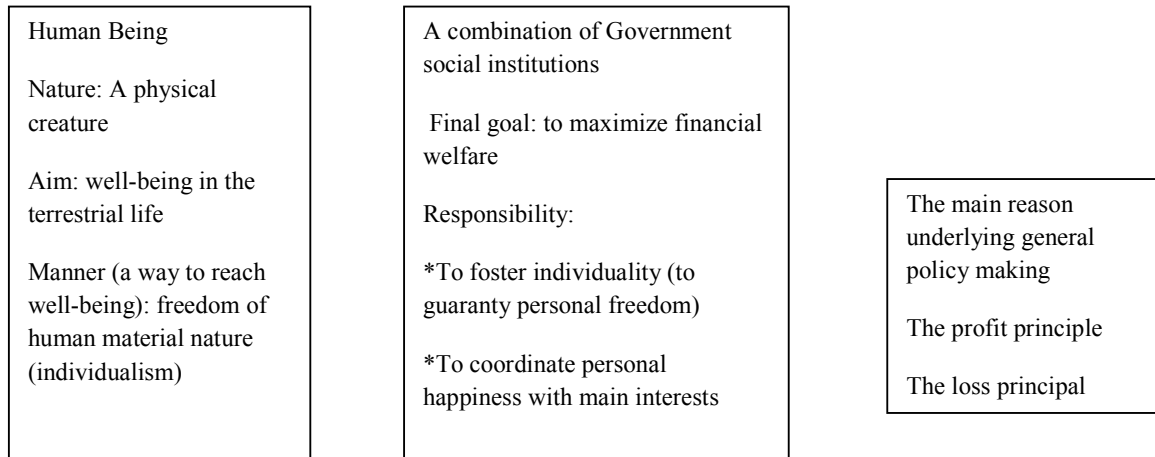 Human Being
Nature: A physical
creature
Aim: well-being in the
terrestrial life
Manner (a way to reach
well-being): freedom of
human material nature
(individualism)
A combination of Government
social institutions
Final goal: to maximize financial
welfare
Responsibility:
*To foster individuality (to
guaranty personal freedom)
*To coordinate personal
happiness with main interests
The main reason
underlying general
policy making
The profit principle
The loss principal